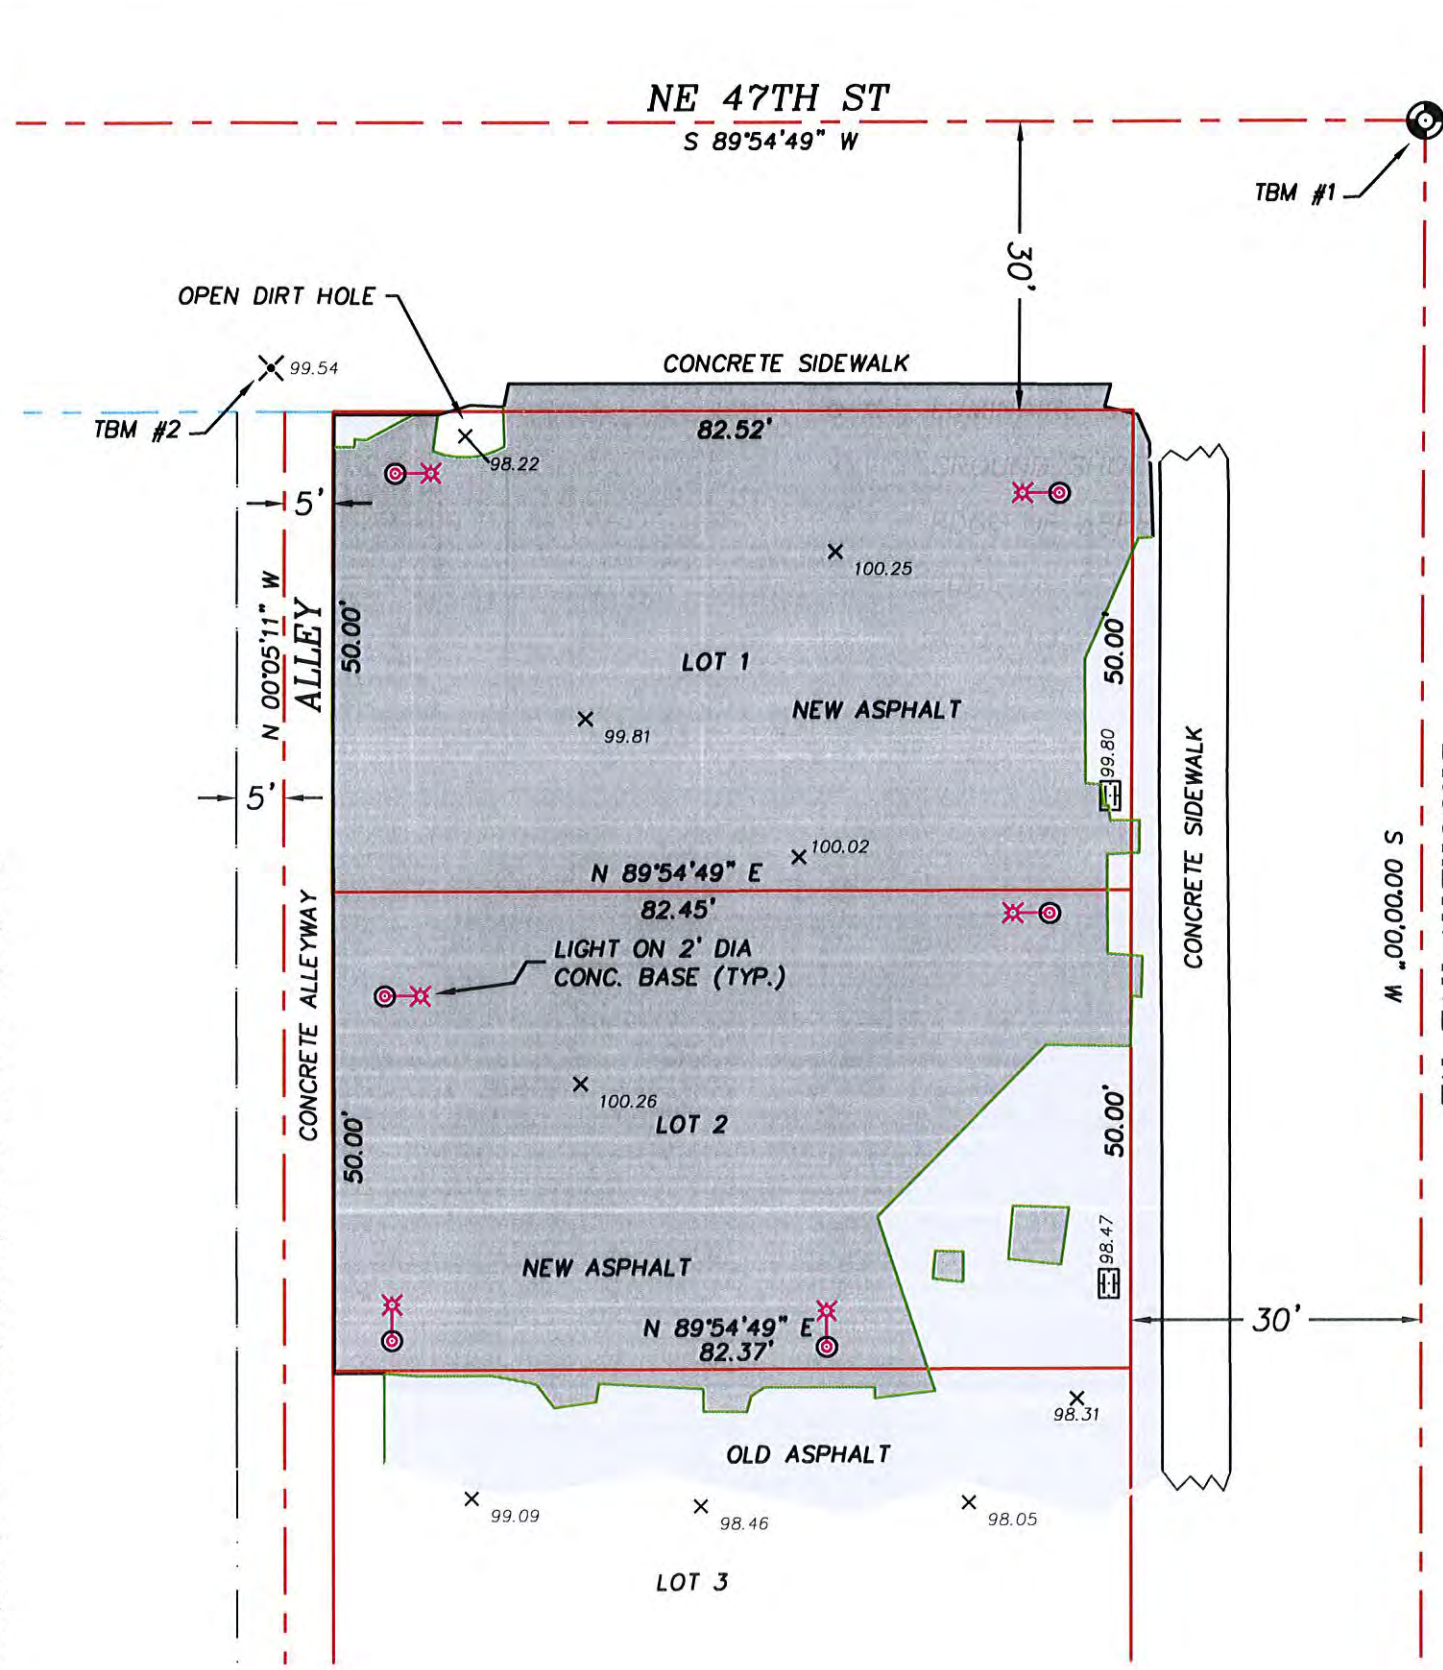 NE 47TH ST
S 89°54'49" W
TBM #1
30'
OPEN DIRT HOLE
99.54
CONCRETE SIDEWALK
TBM #2
82.52'
98.22
5'
100.25
N 00°05'11" W
ALLEY
50.00'
50.00'
LOT 1
NEW ASPHALT
99.81
99.80
5'
CONCRETE SIDEWALK
100.02
N 89°54'49" E
82.45'
S 00°00'00" W
CONCRETE ALLEYWAY
LIGHT ON 2' DIA
CONC. BASE (TYP.)
100.26
LOT 2
50.00'
50.00'
98.47
NEW ASPHALT
N 89°54'49" E
82.37'
30'
98.31
OLD ASPHALT
99.09
98.46
98.05
LOT 3